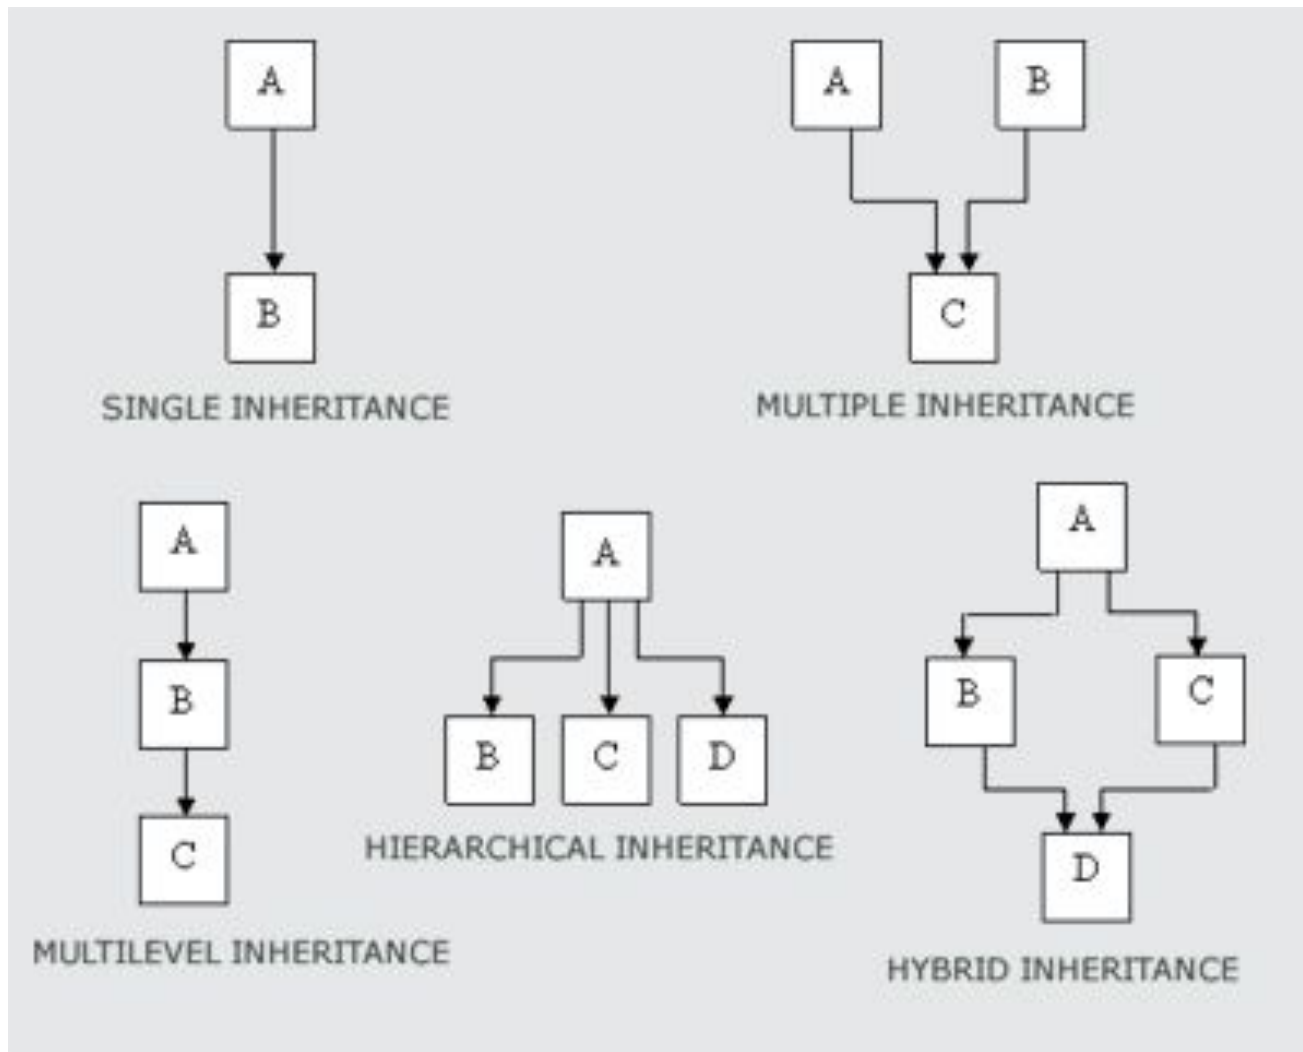 A
B
SINGLE INHERITANCE
A B
C
MULTIPLE INHERITANCE
A
B
C
MULTILEVEL INHERITANCE
A
B C D
HIERARCHICAL INHERITANCE
A
B C
D
HYBRID INHERITANCE